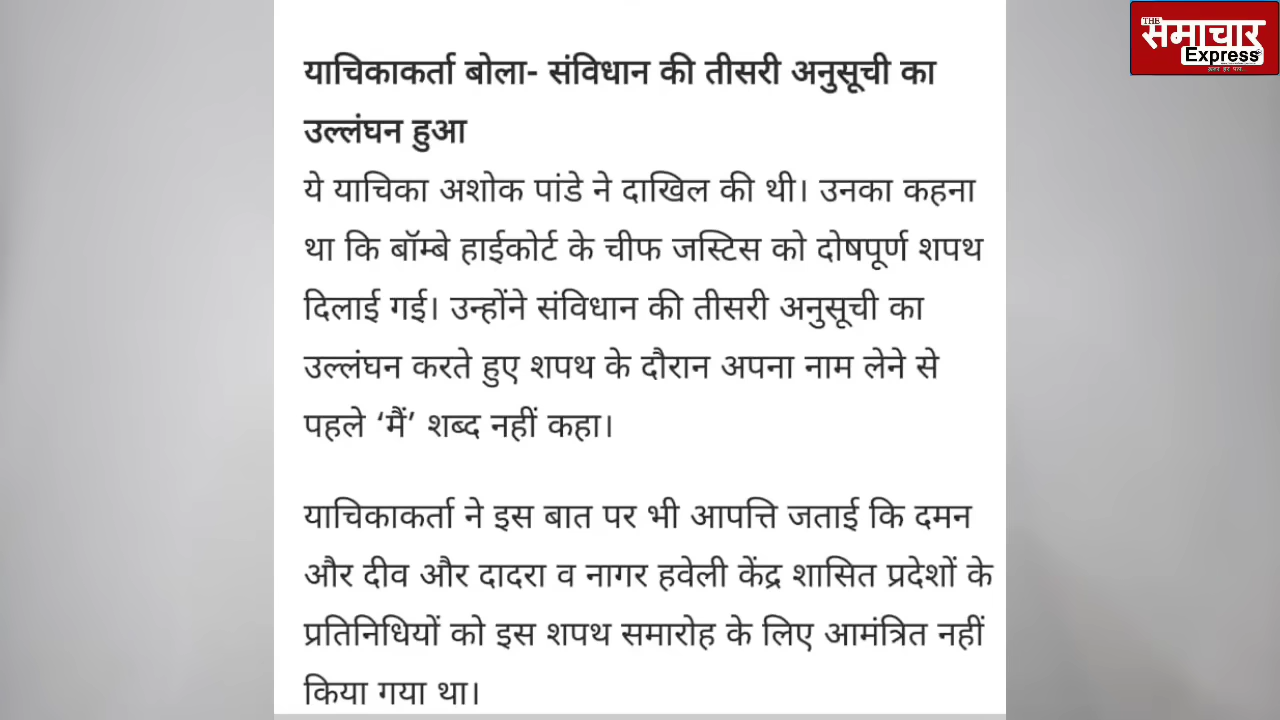 THE
समाचार
Express
याचिकाकर्ता बोला- संविधान की तीसरी अनुसूची का
उल्लंघन हुआ
ये याचिका अशोक पांडे ने दाखिल की थी। उनका कहना
था कि बॉम्बे हाईकोर्ट के चीफ जस्टिस को दोषपूर्ण शपथ
दिलाई गई। उन्होंने संविधान की तीसरी अनुसूची का
उल्लंघन करते हुए शपथ के दौरान अपना नाम लेने से
पहले ‘मैं’ शब्द नहीं कहा।
याचिकाकर्ता ने इस बात पर भी आपत्ति जताई कि दमन
और दीव और दादरा व नागर हवेली केंद्र शासित प्रदेशों के
प्रतिनिधियों को इस शपथ समारोह के लिए आमंत्रित नहीं
किया गया था।